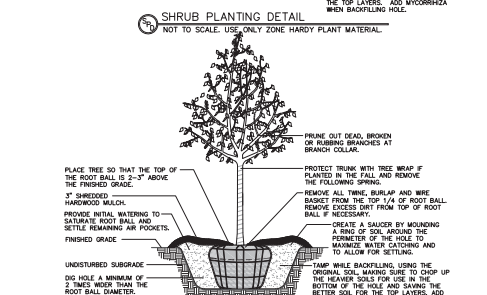 THE TOP LAYERS. ADD MYCORRIHIZA
WHEN BACKFILLING HOLE.
SPD
SHRUB PLANTING DETAIL
NOT TO SCALE. USE ONLY ZONE HARDY PLANT MATERIAL.
PRUNE OUT DEAD, BROKEN
OR RUBBING BRANCHES AT
BRANCH COLLAR.
PLACE TREE SO THAT THE TOP OF
THE ROOT BALL IS 2-3" ABOVE
THE FINISHED GRADE.
PROTECT TRUNK WITH TREE WRAP IF
PLANTED IN THE FALL AND REMOVE
THE FOLLOWING SPRING.
3" SHREDDED
HARDWOOD MULCH.
REMOVE ALL TWINE, BURLAP AND WIRE
BASKET FROM THE TOP 1/4 OF ROOT BALL.
REMOVE EXCESS DIRT FROM TOP OF ROOT
BALL IF NECESSARY.
PROVIDE INITIAL WATERING TO
SATURATE ROOT BALL AND
SETTLE REMAINING AIR POCKETS.
CREATE A SAUCER BY MOUNDING
A RING OF SOIL AROUND THE
PERIMETER OF THE HOLE TO
MAXIMIZE WATER CATCHING AND
TO ALLOW FOR SETTLING.
FINISHED GRADE
UNDISTURBED SUBGRADE
TAMP WHILE BACKFILLING, USING THE
ORIGINAL SOIL, MAKING SURE TO CHOP UP
THE HEAVIER SOILS FOR USE IN THE
BOTTOM OF THE HOLE AND SAVING THE
BETTER SOIL FOR THE TOP LAYERS. ADD
DIG HOLE A MINIMUM OF
2 TIMES WIDER THAN THE
ROOT BALL DIAMETER.